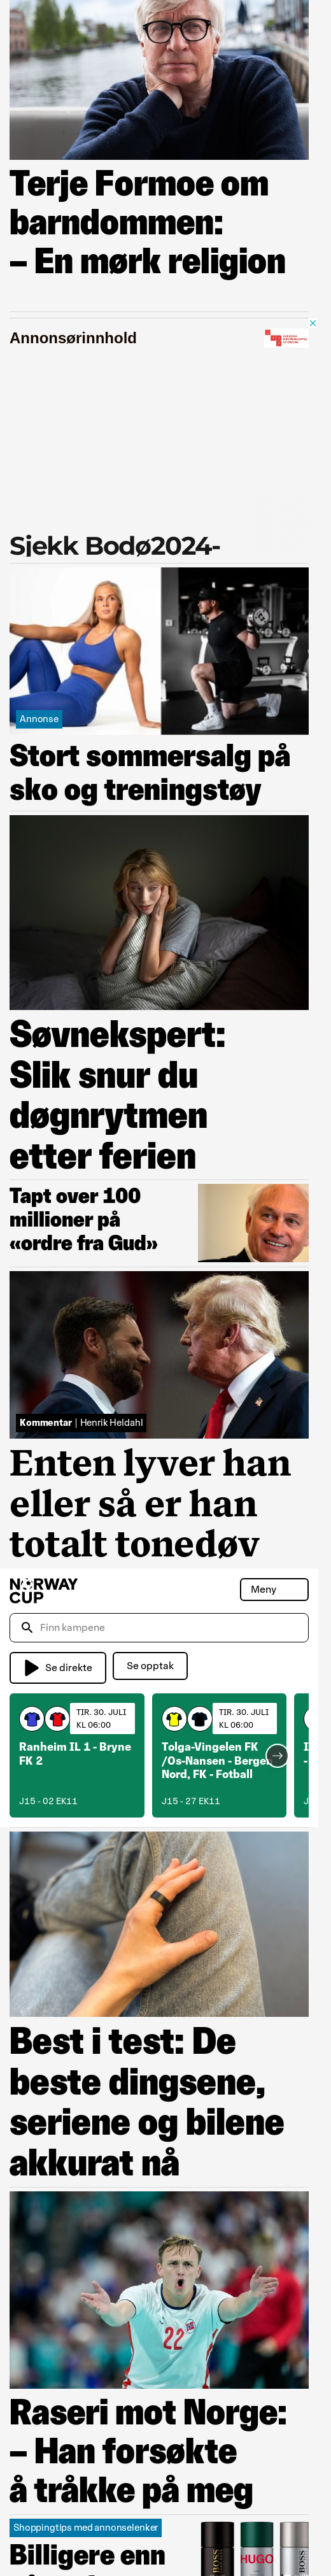 Terje Formoe om
barndommen:
– En mørk religion
Annonsørinnhold
Sjekk Bodø2024-
Annonse
Stort sommersalg på
sko og treningstøy
Søvnekspert:
Slik snur du
døgnrytmen
etter ferien
Tapt over 100
millioner på
«ordre fra Gud»
Kommentar | Henrik Heldahl
Enten lyver han
eller så er han
totalt tonedøv
NORWAY
CUP
Meny
Finn kampene
Se direkte
Se opptak
TIR. 30. JULI
KL 06:00
Ranheim IL 1 - Bryne
FK 2
J15 - 02 EK11
TIR. 30. JULI
KL 06:00
Tolga-Vingelen FK
/Os-Nansen - Bergen
Nord, FK - Fotball
J15 - 27 EK11
Best i test: De
beste dingsene,
seriene og bilene
akkurat nå
22
Raseri mot Norge:
– Han forsøkte
å tråkke på meg
Shoppingtips med annonselenker
Billigere enn
BOSS
HUGO
BOSS